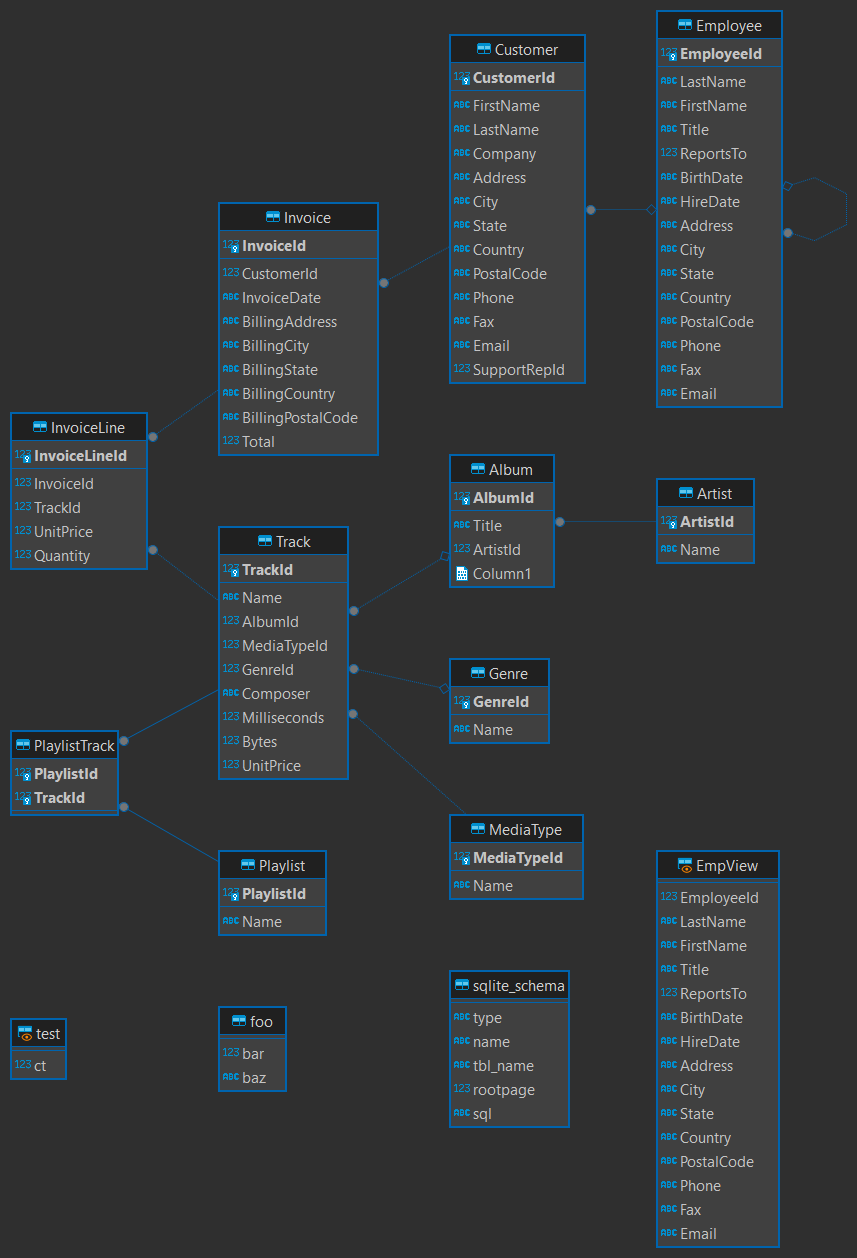 Employee
123 EmployeeId
ABC LastName
ABC FirstName
ABC Title
123 ReportsTo
ABC BirthDate
ABC HireDate
ABC Address
ABC City
ABC State
ABC Country
ABC PostalCode
ABC Phone
ABC Fax
ABC Email
Customer
123 CustomerId
ABC FirstName
ABC LastName
ABC Company
ABC Address
ABC City
ABC State
ABC Country
ABC PostalCode
ABC Phone
ABC Fax
ABC Email
123 SupportRepId
Invoice
123 InvoiceId
123 CustomerId
ABC InvoiceDate
ABC BillingAddress
ABC BillingCity
ABC BillingState
ABC BillingCountry
ABC BillingPostalCode
123 Total
InvoiceLine
123 InvoiceLineId
123 InvoiceId
123 TrackId
123 UnitPrice
123 Quantity
Album
123 AlbumId
ABC Title
123 ArtistId
Column1
Artist
123 ArtistId
ABC Name
Track
123 TrackId
ABC Name
123 AlbumId
123 MediaTypeId
123 GenreId
ABC Composer
123 Milliseconds
123 Bytes
123 UnitPrice
Genre
123 GenreId
ABC Name
PlaylistTrack
123 PlaylistId
123 TrackId
MediaType
123 MediaTypeId
ABC Name
Playlist
123 PlaylistId
ABC Name
EmpView
123 EmployeeId
ABC LastName
ABC FirstName
ABC Title
123 ReportsTo
ABC BirthDate
ABC HireDate
ABC Address
ABC City
ABC State
ABC Country
ABC PostalCode
ABC Phone
ABC Fax
ABC Email
sqlite_schema
ABC type
ABC name
ABC tbl_name
123 rootpage
ABC sql
foo
123 bar
ABC baz
test
123 ct